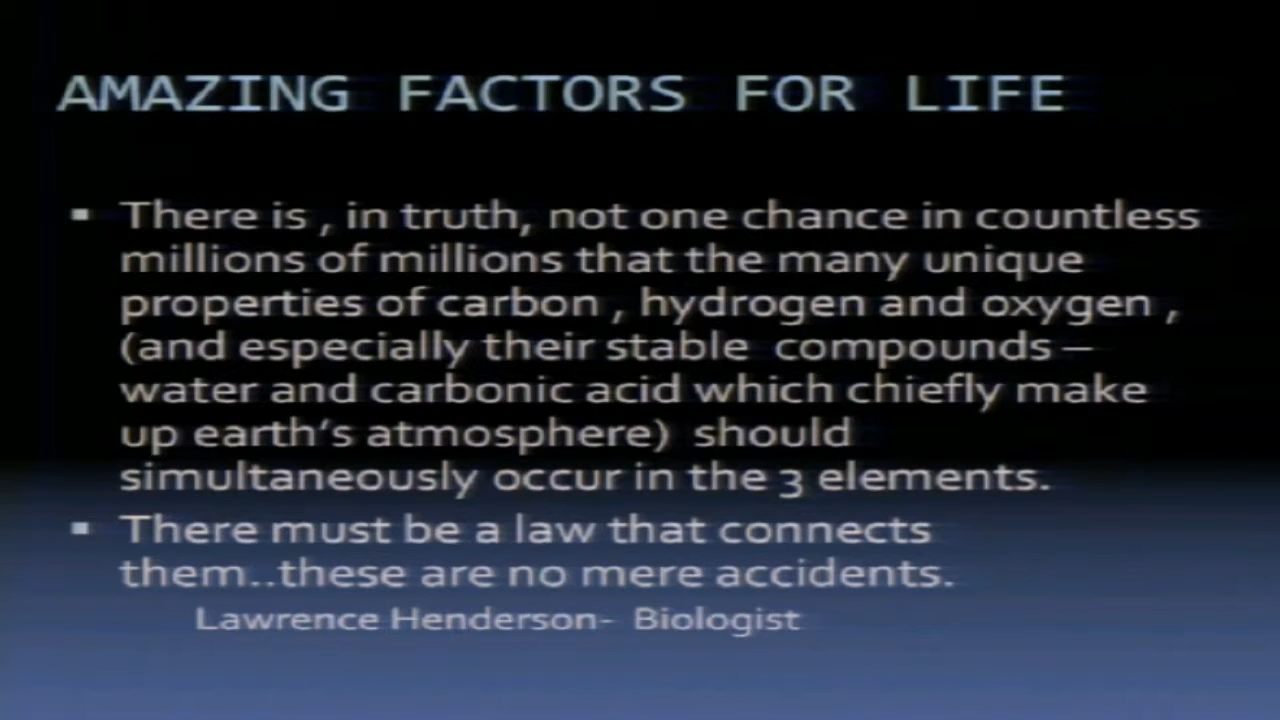 AMAZING FACTORS FOR LIFE
▪ There is , in truth, not one chance in countless
millions of millions that the many unique
properties of carbon , hydrogen and oxygen ,
(and especially their stable  compounds –
water and carbonic acid which chiefly make
up earth's atmosphere)  should
simultaneously occur in the 3 elements.
▪ There must be a law that connects
them..these are no mere accidents.
Lawrence Henderson-  Biologist